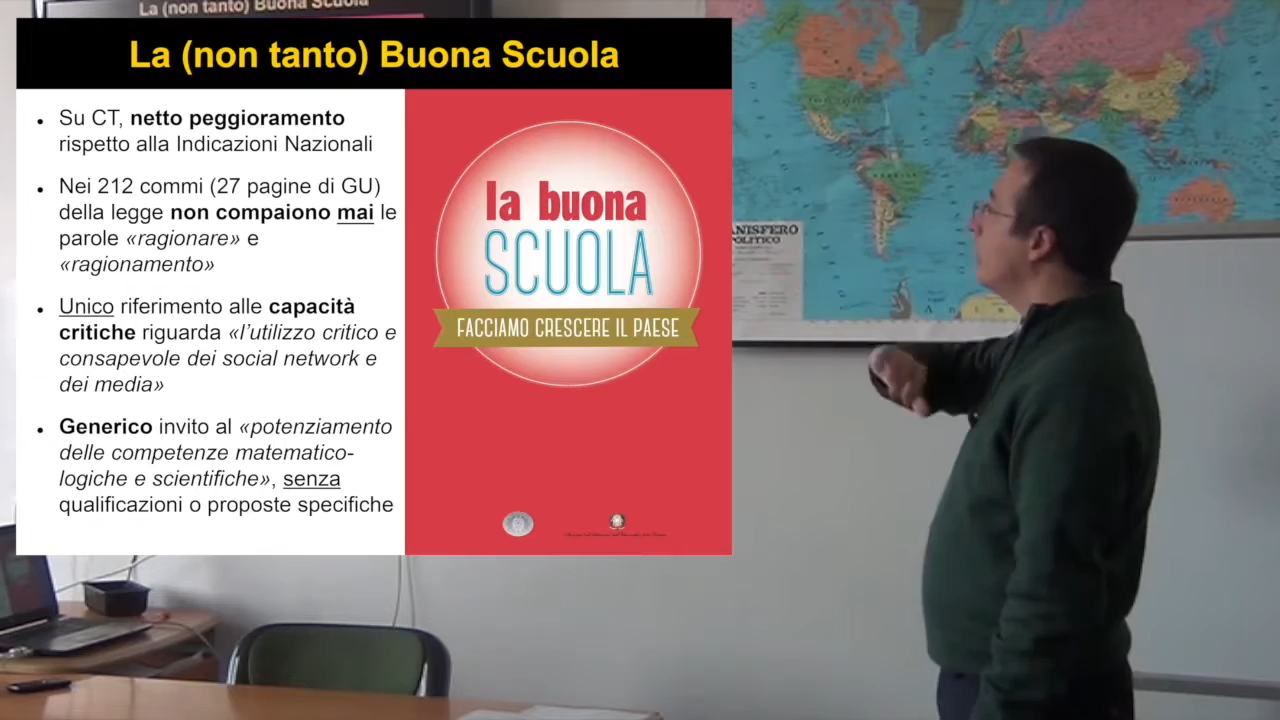 La (non tanto) Buona Scuola
La (non tanto) Buona Scuola
Su CT, netto peggioramento
rispetto alla Indicazioni Nazionali
Nei 212 commi (27 pagine di GU)
della legge non compaiono mai le
parole «ragionare» e
«ragionamento»
Unico riferimento alle capacità
critiche riguarda «l'utilizzo critico e
consapevole dei social network e
dei media»
Generico invito al «potenziamento
delle competenze matematico-
logiche e scientifiche», senza
qualificazioni o proposte specifiche
la buona
SCUOLA
FACCIAMO CRESCERE IL PAESE
ANISFERO
POLITICO